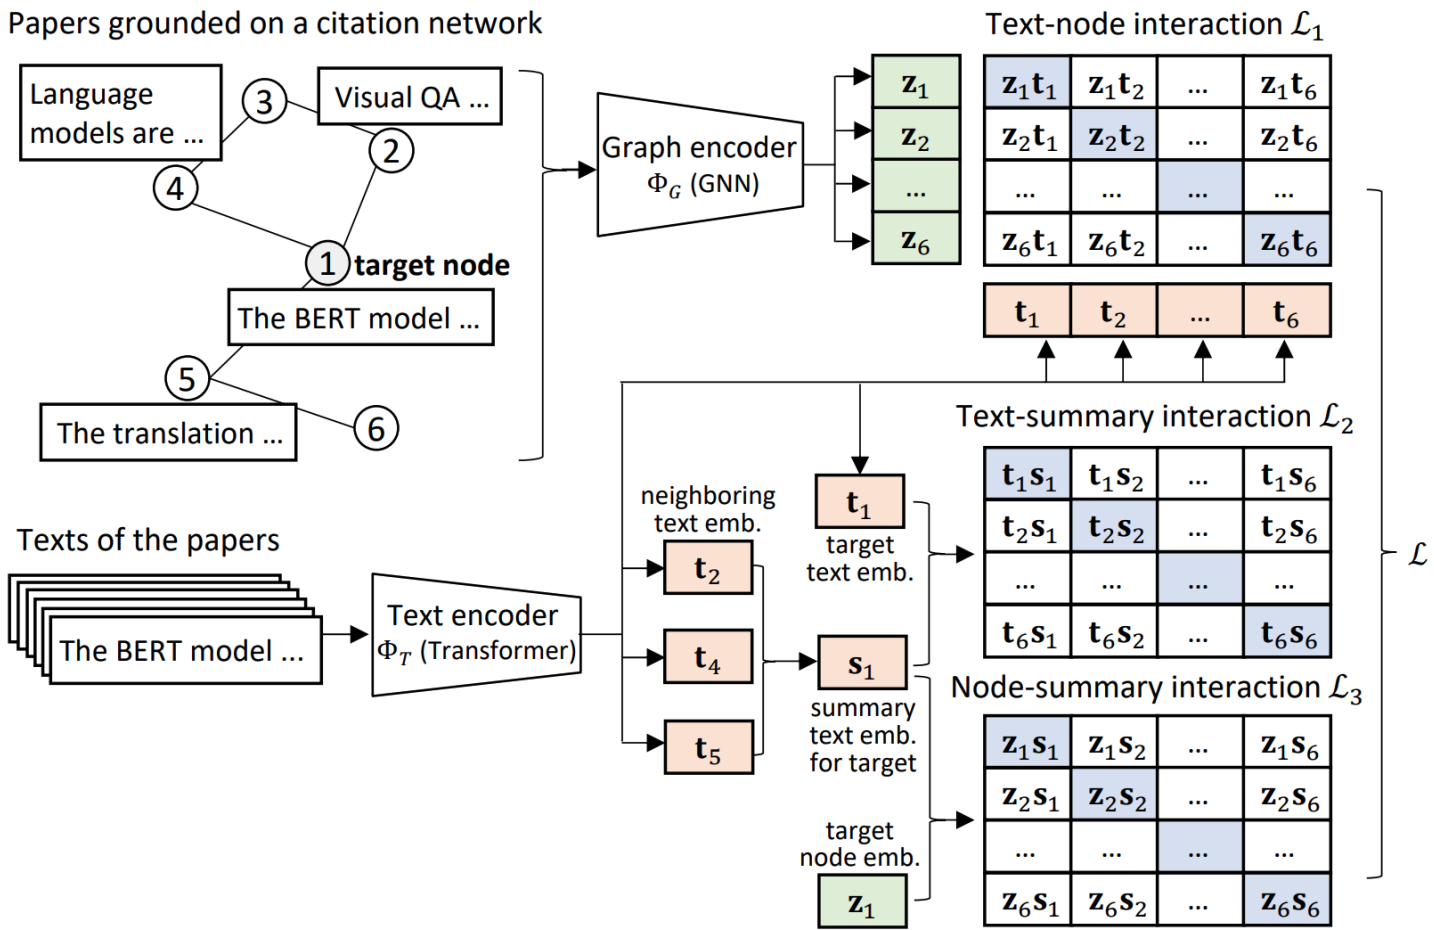 Papers grounded on a citation network
Language
models are ...
3
Visual QA ...
2
4
1
target node
The BERT model ...
5
6
The translation ...
Graph encoder
Φ_G (GNN)
z₁
z₂
...
z₆
Text-node interaction ℒ₁
z₁t₁ z₁t₂ ... z₁t₆
z₂t₁ z₂t₂ ... z₂t₆
... ... ... ...
z₆t₁ z₆t₂ ... z₆t₆
t₁ t₂ ... t₆
Texts of the papers
The BERT model ...
Text encoder
Φ_T (Transformer)
neighboring
text emb.
t₂
t₄
t₅
t₁
target
text emb.
s₁
summary
text emb.
for target
target
node emb.
z₁
Text-summary interaction ℒ₂
t₁s₁ t₁s₂ ... t₁s₆
t₂s₁ t₂s₂ ... t₂s₆
... ... ... ...
t₆s₁ t₆s₂ ... t₆s₆
Node-summary interaction ℒ₃
z₁s₁ z₁s₂ ... z₁s₆
z₂s₁ z₂s₂ ... z₂s₆
... ... ... ...
z₆s₁ z₆s₂ ... z₆s₆
ℒ